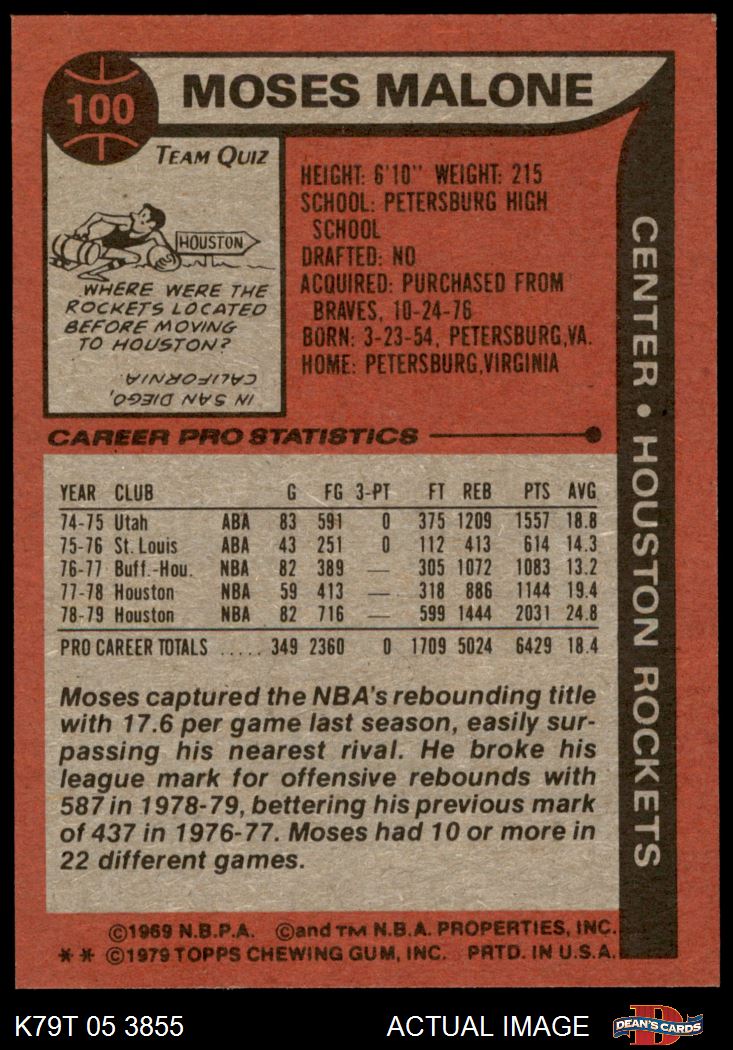 100
MOSES MALONE
TEAM QUIZ
HOUSTON
WHERE WERE THE
ROCKETS LOCATED
BEFORE MOVING
TO HOUSTON?
IN SAN DIEGO,
CALIFORNIA.
HEIGHT: 6'10" WEIGHT: 215
SCHOOL: PETERSBURG HIGH
SCHOOL
DRAFTED: NO
ACQUIRED: PURCHASED FROM
BRAVES, 10-24-76
BORN: 3-23-54, PETERSBURG,VA.
HOME: PETERSBURG,VIRGINIA
CENTER • HOUSTON ROCKETS
CAREER PRO STATISTICS
YEAR CLUB G FG 3-PT FT REB PTS AVG
74-75 Utah ABA 83 591 0 375 1209 1557 18.8
75-76 St. Louis ABA 43 251 0 112 413 614 14.3
76-77 Buff.-Hou. NBA 82 389 — 305 1072 1083 13.2
77-78 Houston NBA 59 413 — 318 886 1144 19.4
78-79 Houston NBA 82 716 — 599 1444 2031 24.8
PRO CAREER TOTALS ..... 349 2360 0 1709 5024 6429 18.4
Moses captured the NBA's rebounding title
with 17.6 per game last season, easily sur-
passing his nearest rival. He broke his
league mark for offensive rebounds with
587 in 1978-79, bettering his previous mark
of 437 in 1976-77. Moses had 10 or more in
22 different games.
©1969 N.B.P.A. ©and TM N.B.A. PROPERTIES, INC.
** ©1979 TOPPS CHEWING GUM, INC. PRTD. IN U.S.A.
K79T 05 3855
ACTUAL IMAGE
D
DEAN'S CARDS